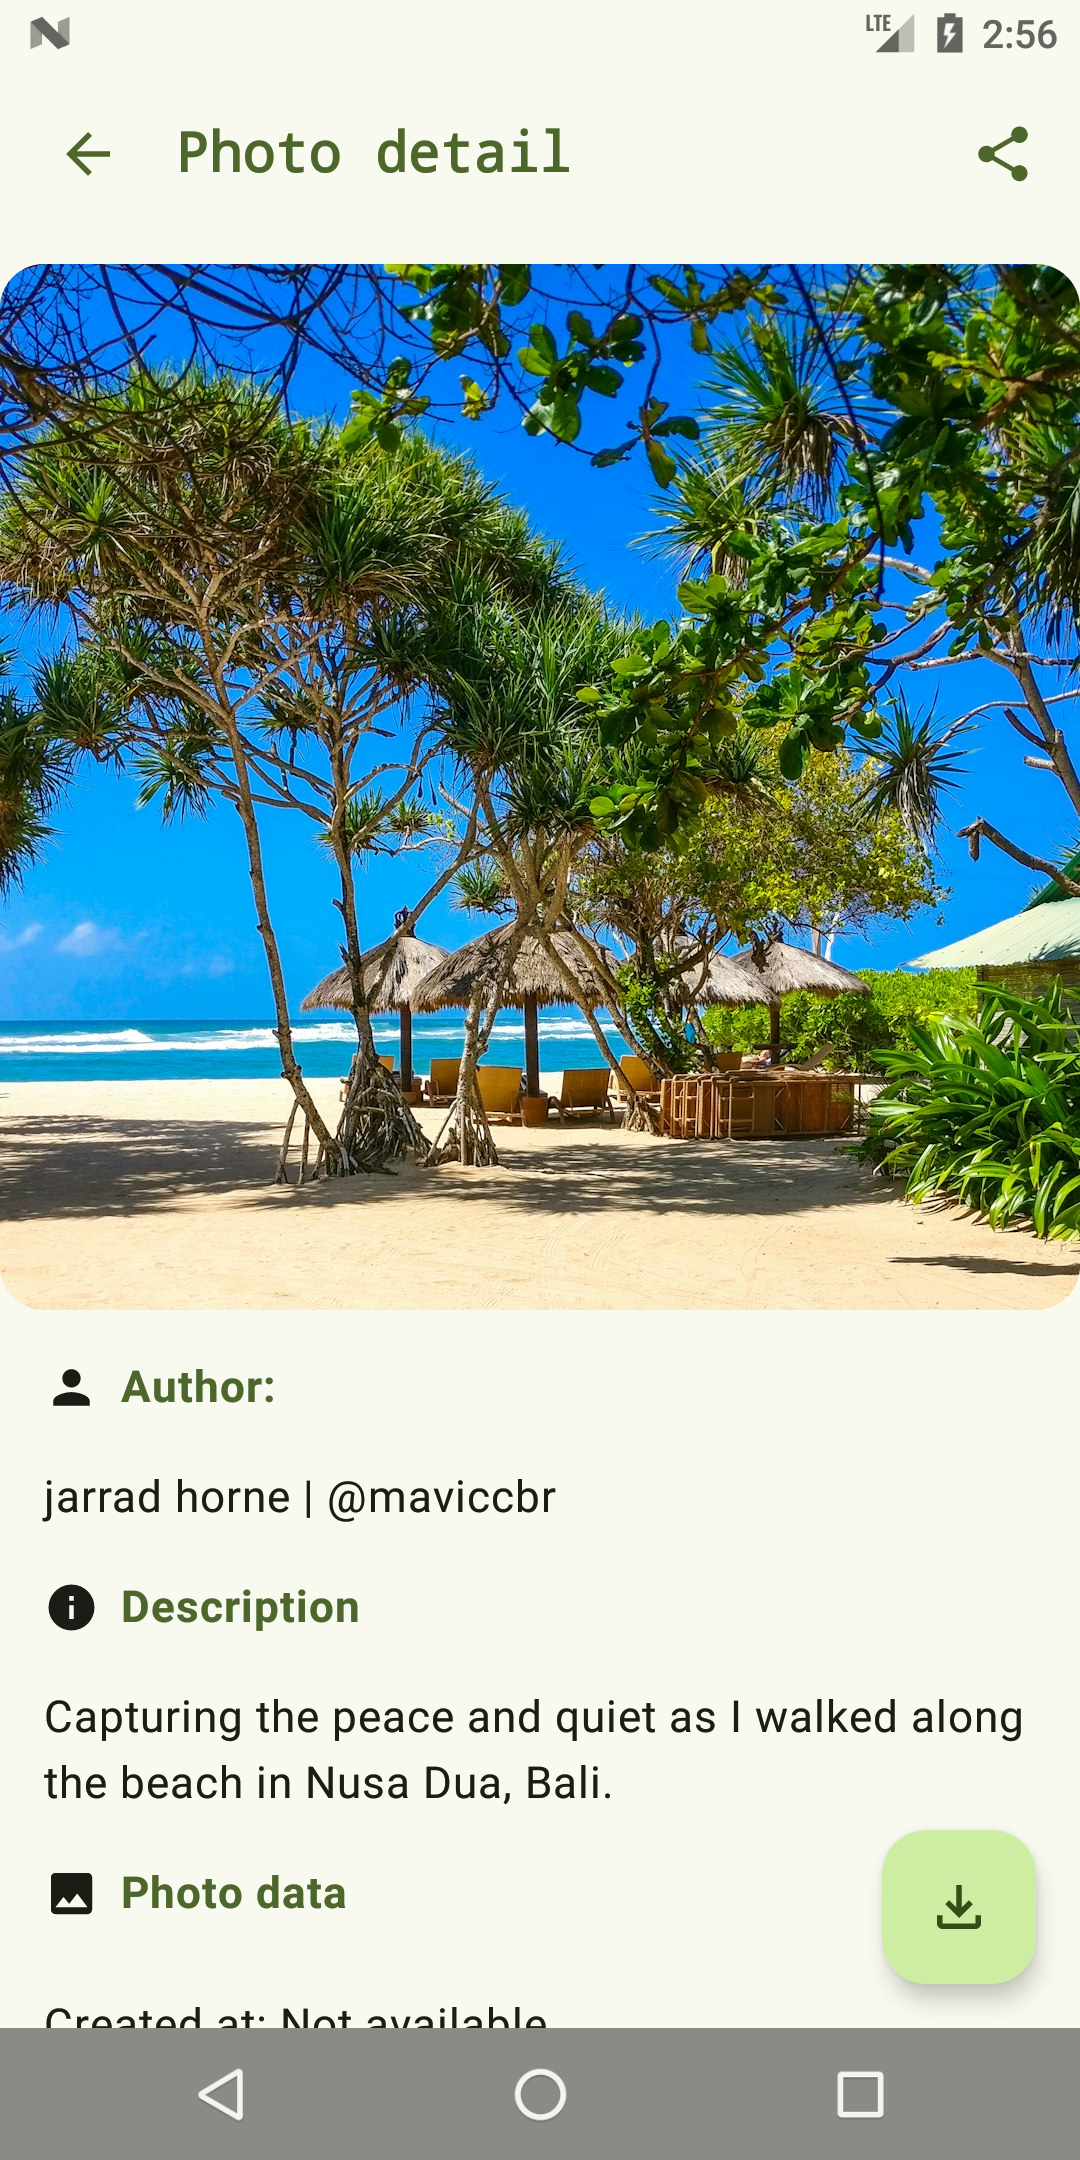 LTE 2:56
Photo detail
Author:
jarrad horne | @maviccbr
Description
Capturing the peace and quiet as I walked along
the beach in Nusa Dua, Bali.
Photo data
Created at: Not available